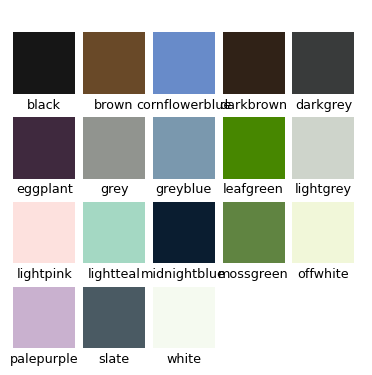 black brown cornflowerblue darkbrown darkgrey
eggplant grey greyblue leafgreen lightgrey
lightpink lightteal midnightblue mossgreen offwhite
palepurple slate white